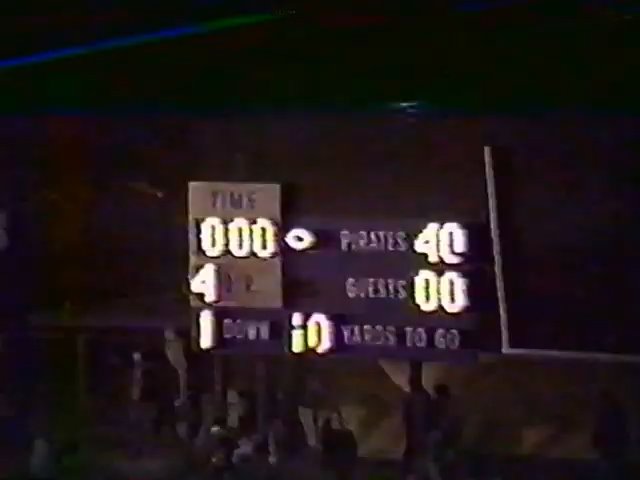 TIME
000
PIRATES 40
4
GUESTS 00
1 DOWN 10 YARDS TO GO